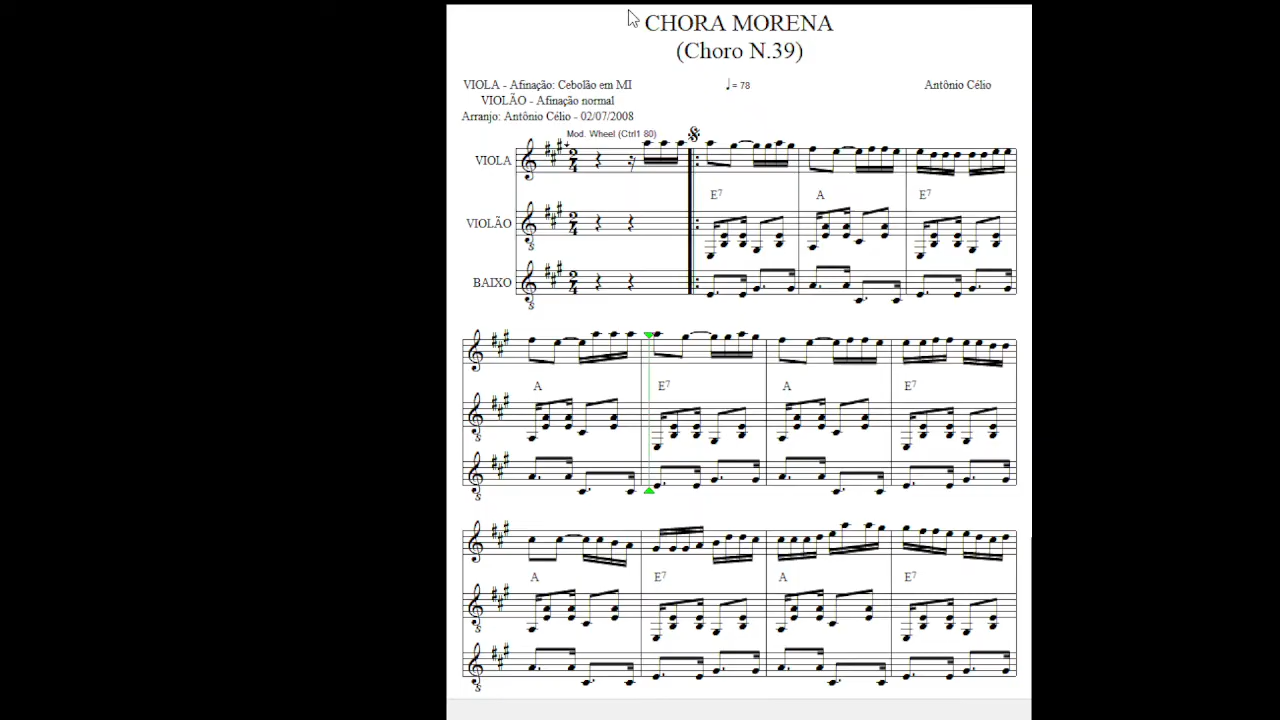 CHORA MORENA
(Choro N.39)
VIOLA - Afinação: Cebolão em MI
♩ = 78
Antônio Célio
VIOLÃO - Afinação normal
Arranjo: Antônio Célio - 02/07/2008
Mod. Wheel (Ctrl1 80)
VIOLA
E7 A E7
VIOLÃO
BAIXO
A E7 A E7
A E7 A E7